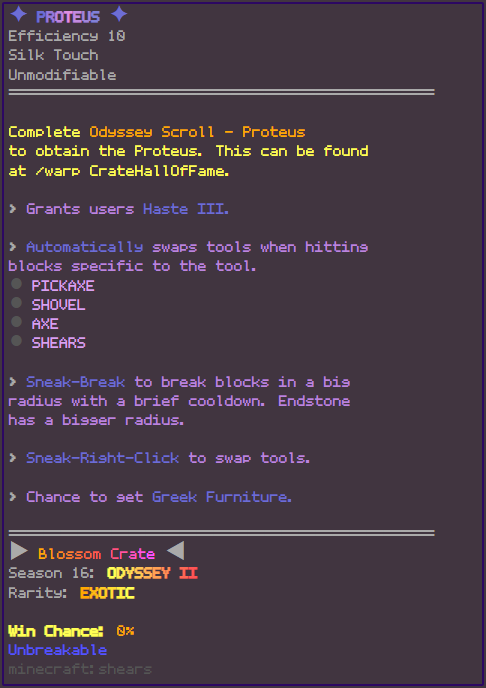 ✦ PROTEUS ✦
Efficiency 10
Silk Touch
Unmodifiable
Complete Odyssey Scroll - Proteus
to obtain the Proteus. This can be found
at /warp CrateHallOfFame.
> Grants users Haste III.
> Automatically swaps tools when hitting
blocks specific to the tool.
● PICKAXE
● SHOVEL
● AXE
● SHEARS
> Sneak-Break to break blocks in a big
radius with a brief cooldown. Endstone
has a bigger radius.
> Sneak-Right-Click to swap tools.
> Chance to get Greek Furniture.
▶ Blossom Crate ◀
Season 16: ODYSSEY II
Rarity: EXOTIC
Win Chance: 0%
Unbreakable
minecraft:shears